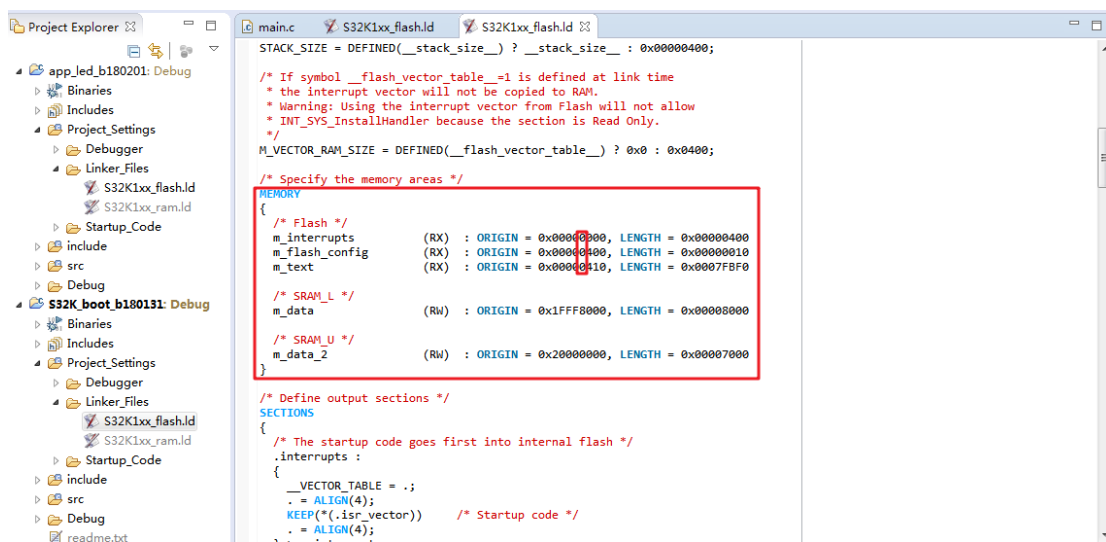 Project Explorer
app_led_b180201: Debug
Binaries
Includes
Project_Settings
Debugger
Linker_Files
S32K1xx_flash.ld
S32K1xx_ram.ld
Startup_Code
include
src
Debug
S32K_boot_b180131: Debug
Binaries
Includes
Project_Settings
Debugger
Linker_Files
S32K1xx_flash.ld
S32K1xx_ram.ld
Startup_Code
include
src
Debug
readme.txt
main.c S32K1xx_flash.ld S32K1xx_flash.ld
STACK_SIZE = DEFINED(__stack_size__) ? __stack_size__ : 0x00000400;
/* If symbol __flash_vector_table__=1 is defined at link time
* the interrupt vector will not be copied to RAM.
* Warning: Using the interrupt vector from Flash will not allow
* INT_SYS_InstallHandler because the section is Read Only.
*/
M_VECTOR_RAM_SIZE = DEFINED(__flash_vector_table__) ? 0x0 : 0x0400;
/* Specify the memory areas */
MEMORY
{
/* Flash */
m_interrupts (RX) : ORIGIN = 0x00000000, LENGTH = 0x00000400
m_flash_config (RX) : ORIGIN = 0x00000400, LENGTH = 0x00000010
m_text (RX) : ORIGIN = 0x00000410, LENGTH = 0x0007FBF0
/* SRAM_L */
m_data (RW) : ORIGIN = 0x1FFF8000, LENGTH = 0x00008000
/* SRAM_U */
m_data_2 (RW) : ORIGIN = 0x20000000, LENGTH = 0x00007000
}
/* Define output sections */
SECTIONS
{
/* The startup code goes first into internal flash */
.interrupts :
{
__VECTOR_TABLE = .;
. = ALIGN(4);
KEEP(*(.isr_vector)) /* Startup code */
. = ALIGN(4);